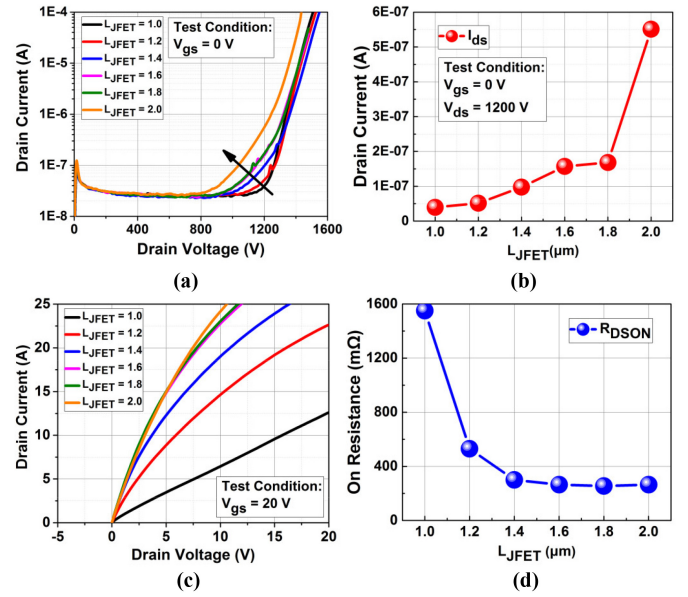 1E-4
1E-5
1E-6
1E-7
1E-8
Drain Current (A)
L_JFET = 1.0
L_JFET = 1.2
L_JFET = 1.4
L_JFET = 1.6
L_JFET = 1.8
L_JFET = 2.0
Test Condition:
V_gs = 0 V
0 400 800 1200 1600
Drain Voltage (V)
(a)
6E-07
5E-07
4E-07
3E-07
2E-07
1E-07
0
Drain Current (A)
I_ds
Test Condition:
V_gs = 0 V
V_ds = 1200 V
1.0 1.2 1.4 1.6 1.8 2.0
L_JFET(µm)
(b)
25
20
15
10
5
0
Drain Current (A)
L_JFET = 1.0
L_JFET = 1.2
L_JFET = 1.4
L_JFET = 1.6
L_JFET = 1.8
L_JFET = 2.0
Test Condition:
V_gs = 20 V
-5 0 5 10 15 20
Drain Voltage (V)
(c)
1600
1200
800
400
0
On Resistance (mΩ)
R_DSON
1.0 1.2 1.4 1.6 1.8 2.0
L_JFET (µm)
(d)